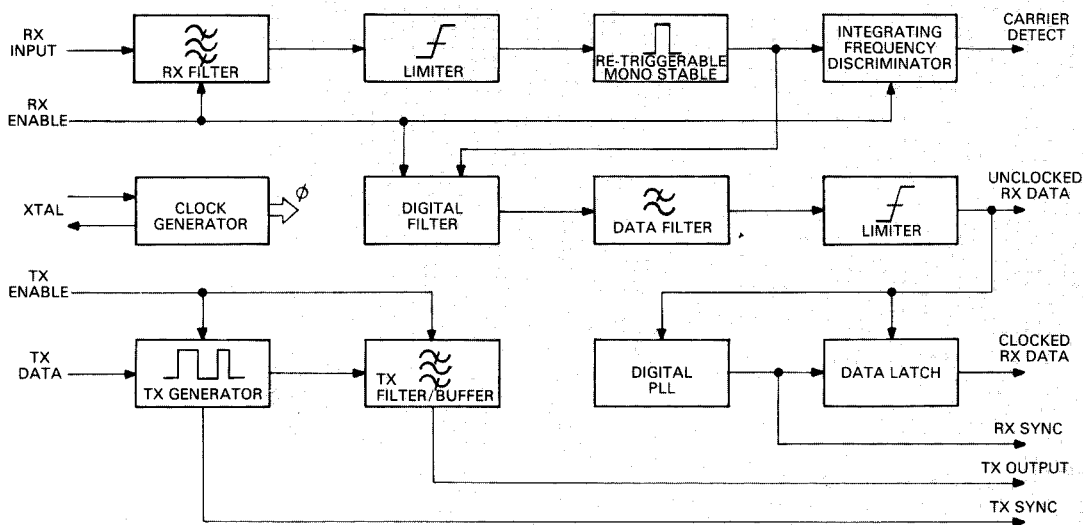 RX
INPUT
RX FILTER
LIMITER
RE-TRIGGERABLE
MONO STABLE
INTEGRATING
FREQUENCY
DISCRIMINATOR
CARRIER
DETECT
RX
ENABLE
XTAL
CLOCK
GENERATOR
ϕ
DIGITAL
FILTER
DATA FILTER
LIMITER
UNCLOCKED
RX DATA
TX
ENABLE
TX
DATA
TX GENERATOR
TX
FILTER/BUFFER
DIGITAL
PLL
DATA LATCH
CLOCKED
RX DATA
RX SYNC
TX OUTPUT
TX SYNC